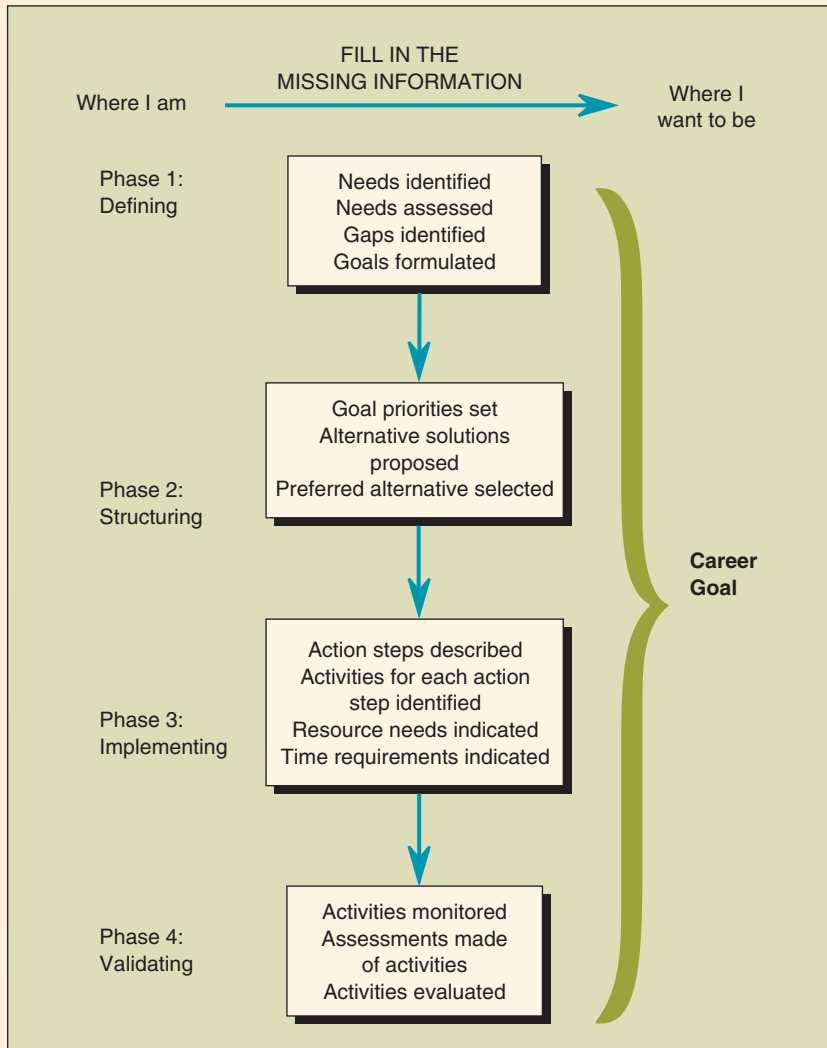 FILL IN THE
MISSING INFORMATION
Where I am
Where I
want to be
Phase 1:
Defining
Needs identified
Needs assessed
Gaps identified
Goals formulated
Phase 2:
Structuring
Goal priorities set
Alternative solutions
proposed
Preferred alternative selected
Career
Goal
Phase 3:
Implementing
Action steps described
Activities for each action
step identified
Resource needs indicated
Time requirements indicated
Phase 4:
Validating
Activities monitored
Assessments made
of activities
Activities evaluated